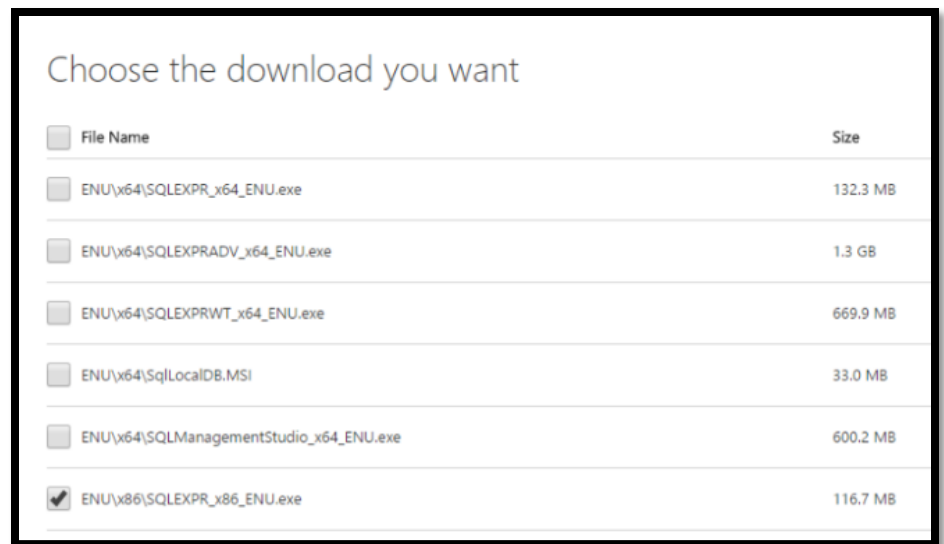 Choose the download you want
File Name Size
ENU\x64\SQLEXPR_x64_ENU.exe 132.3 MB
ENU\x64\SQLEXPRADV_x64_ENU.exe 1.3 GB
ENU\x64\SQLEXPRWT_x64_ENU.exe 669.9 MB
ENU\x64\SqlLocalDB.MSI 33.0 MB
ENU\x64\SQLManagementStudio_x64_ENU.exe 600.2 MB
ENU\x86\SQLEXPR_x86_ENU.exe 116.7 MB